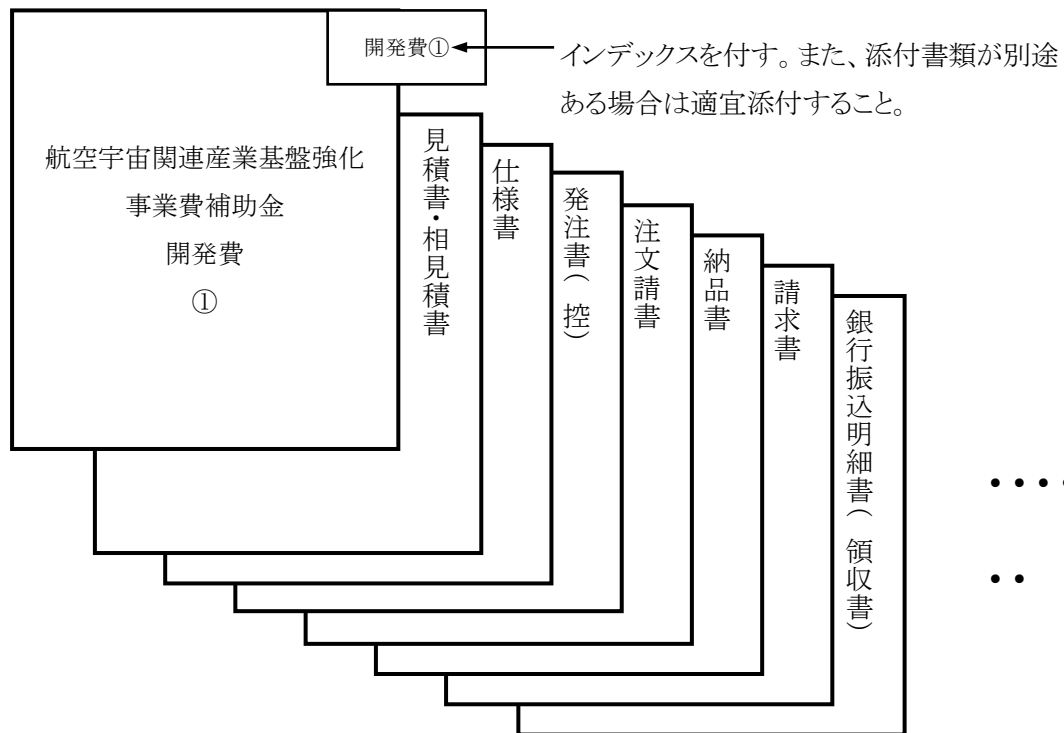 開発費①
インデックスを付す。また、添付書類が別途
ある場合は適宜添付すること。
航空宇宙関連産業基盤強化
事業費補助金
開発費
①
見積書・相見積書
仕様書
発注書(控)
注文請書
納品書
請求書
銀行振込明細書(領収書)
・・・・
・・